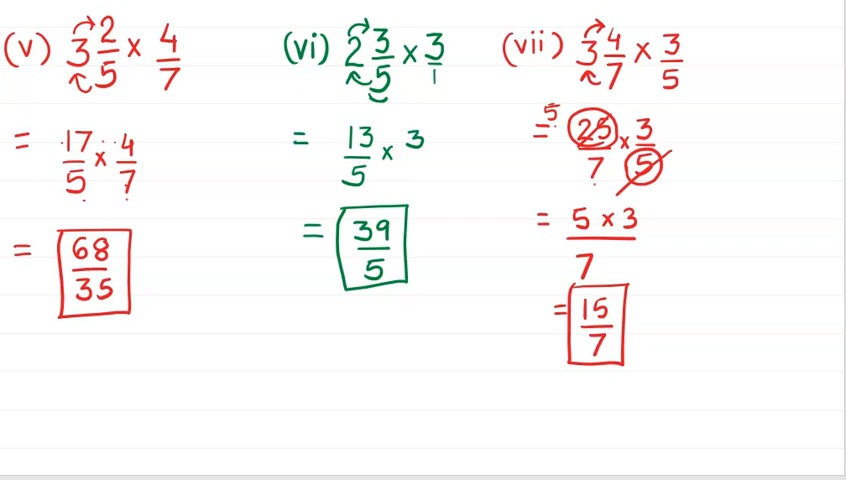 (v) 3 2/5 × 4/7
= 17/5 × 4/7
= 68/35
(vi) 2 3/5 × 3/1
= 13/5 × 3
= 39/5
(vii) 3 4/7 × 3/5
= 5 25/7 × 3/5
= 5 × 3/7
= 15/7